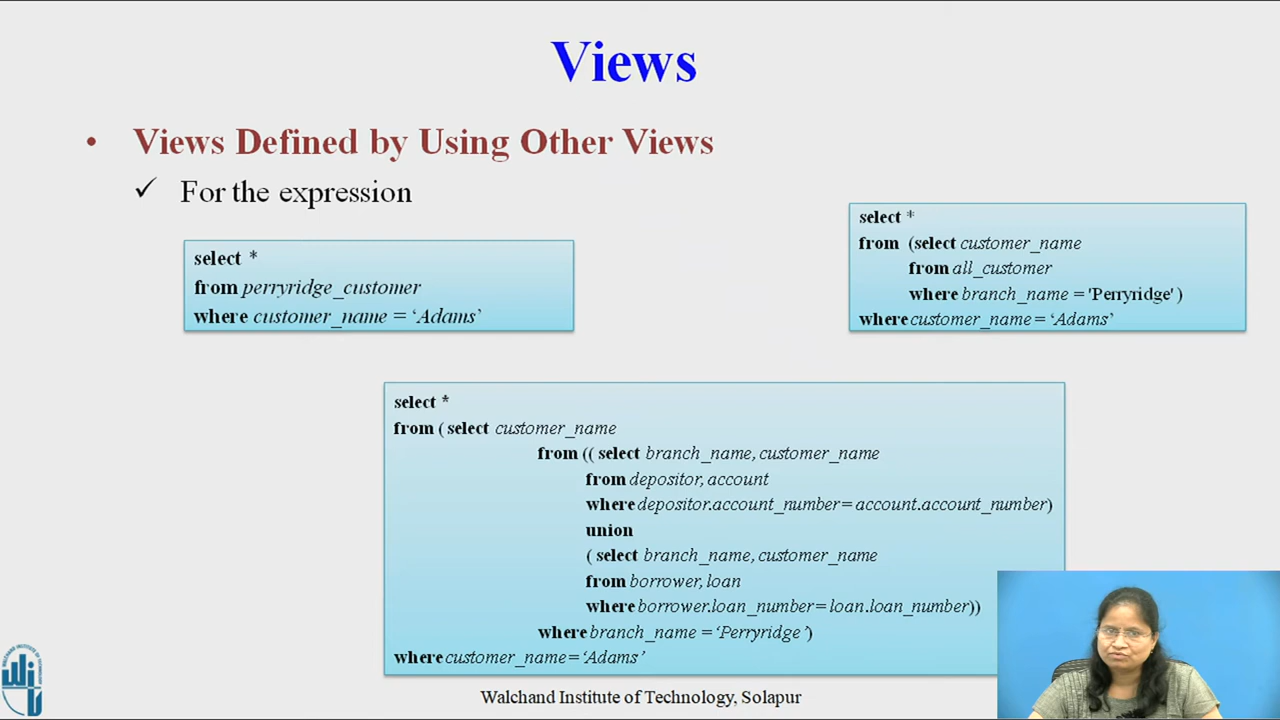 Views
• Views Defined by Using Other Views
✓ For the expression
select *
from perryridge_customer
where customer_name = ‘Adams’
select *
from (select customer_name
from all_customer
where branch_name = 'Perryridge' )
where customer_name = ‘Adams’
select *
from ( select customer_name
from (( select branch_name, customer_name
from depositor, account
where depositor.account_number= account.account_number)
union
( select branch_name, customer_name
from borrower, loan
where borrower.loan_number= loan.loan_number))
where branch_name =‘Perryridge’)
where customer_name=‘Adams’
Walchand Institute of Technology, Solapur